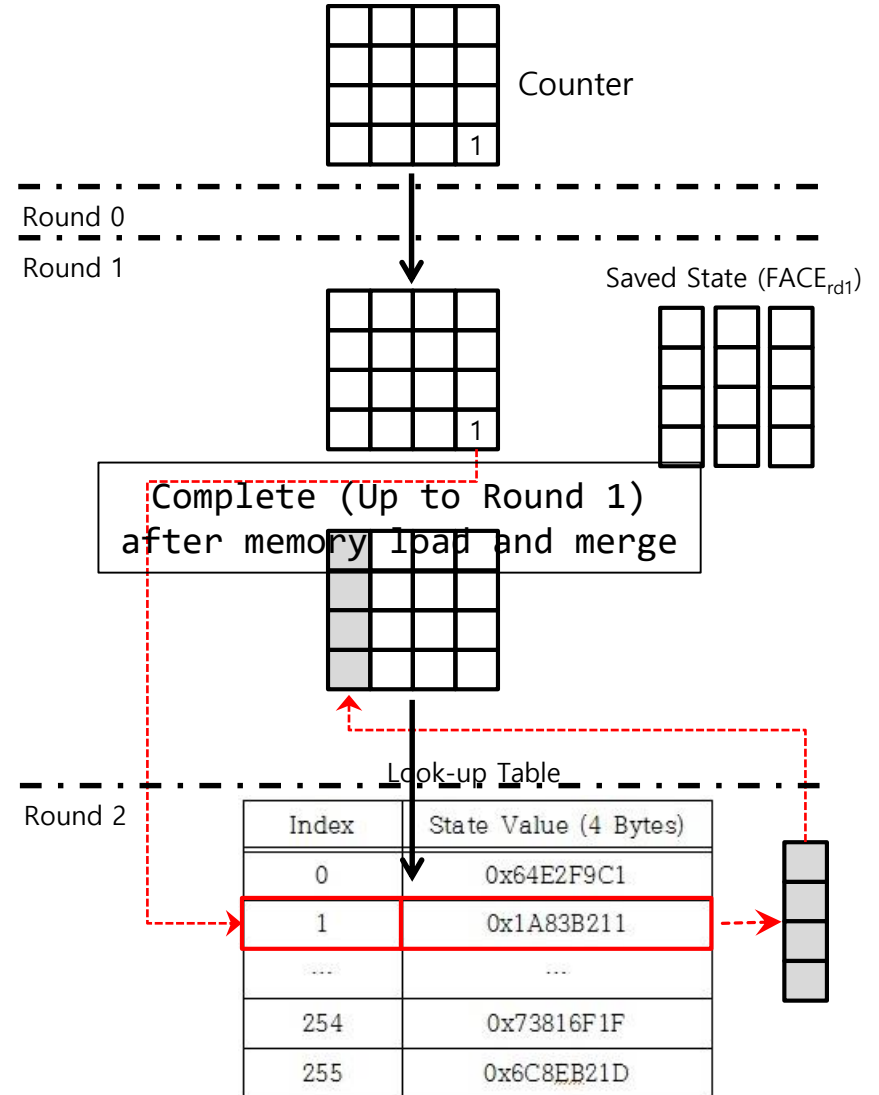 Counter
1
Round 0
Round 1
Saved State (FACErd1)
1
Complete (Up to Round 1)
after memory load and merge
Look-up Table
Round 2
Index State Value (4 Bytes)
0 0x64E2F9C1
1 0x1A83B211
... ...
254 0x73816F1F
255 0x6C8EB21D